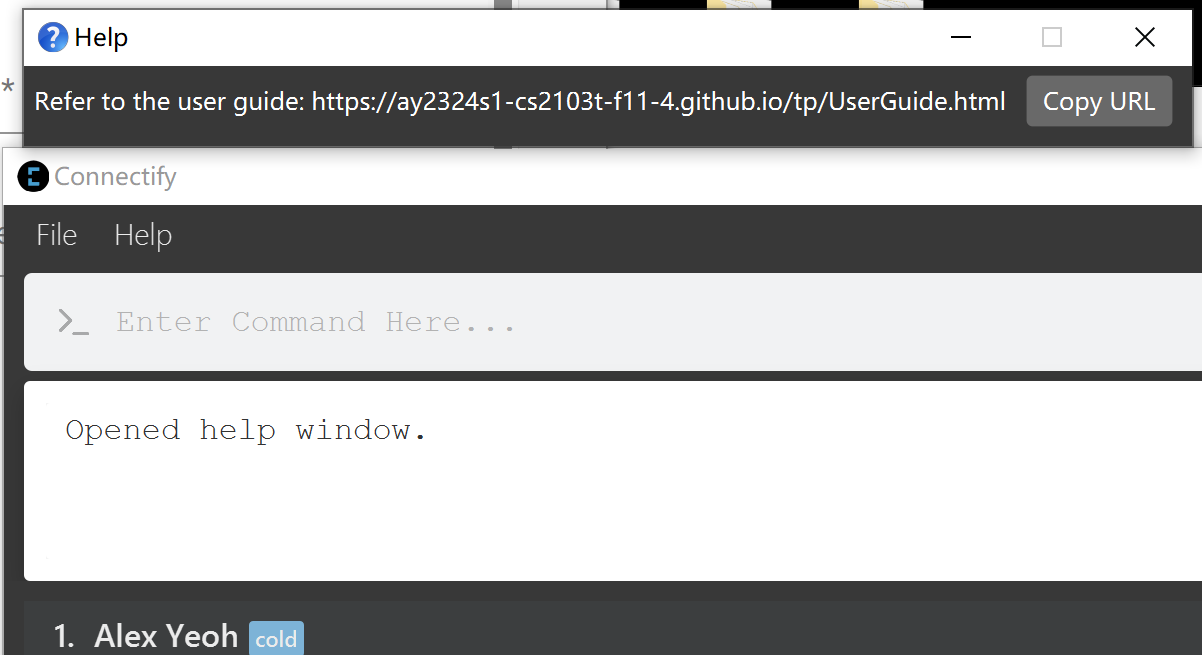 Help
*
Refer to the user guide: https://ay2324s1-cs2103t-f11-4.github.io/tp/UserGuide.html Copy URL
Connectify
File Help
>_ Enter Command Here...
Opened help window.
1. Alex Yeoh cold